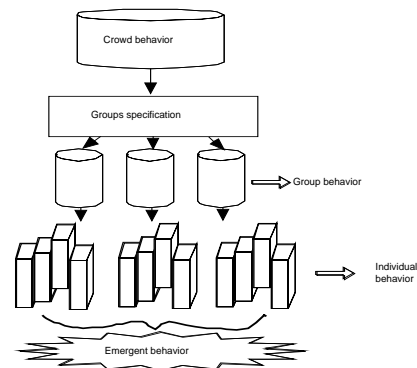 Crowd behavior
Groups specification
Group behavior
Individual
behavior
Emergent behavior